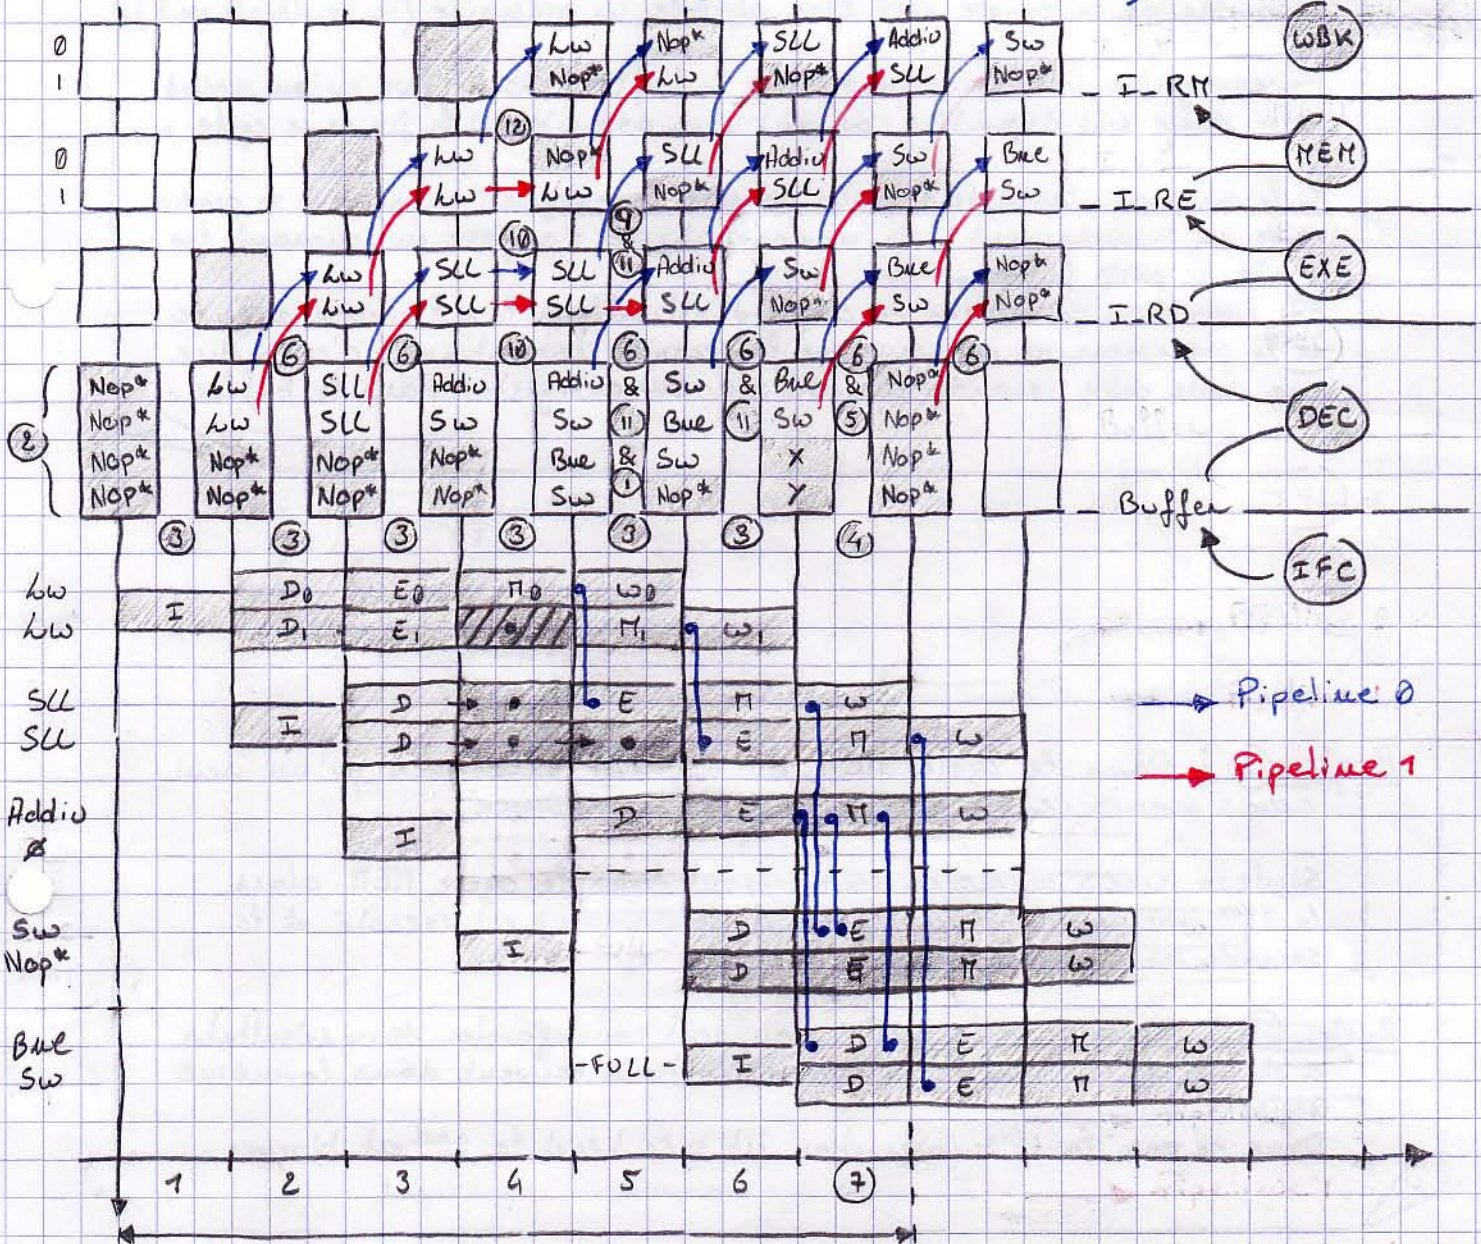 0 Lw Nop* SLL Addiu Sw WBK
1 Nop* Lw Nop* SLL Nop* I_RM
0 Lw Nop* SLL Addiu Sw Bne MEM
1 Lw Lw Nop* SLL Nop* Sw I_RE
Lw SLL SLL Addiu Sw Bne Nop* EXE
Lw SLL SLL SLL Nop* Sw Nop* I_RD
12
10 9 & 11
6 6 10 6 6 6 6
Nop* Lw SLL Addiu Addiu & Sw & Bne & Nop*
Nop* Lw SLL Sw Sw 11 Bne 11 Sw 5 Nop* DEC
2 Nop* Nop* Nop* Nop* Bne & Sw X Nop*
Nop* Nop* Nop* Nop* Sw 1 Nop* Y Nop* Buffer
3 3 3 3 3 3 4 IFC
Lw I D0 E0 M0 W0
Lw D1 E1 M1 W1
SLL I D E M W
SLL D E M W
Pipeline 0
Pipeline 1
Addiu I D E M W
Ø
Sw I D E M W
Nop* D E M W
Bne -FULL- I D E M W
Sw D E M W
1 2 3 4 5 6 7